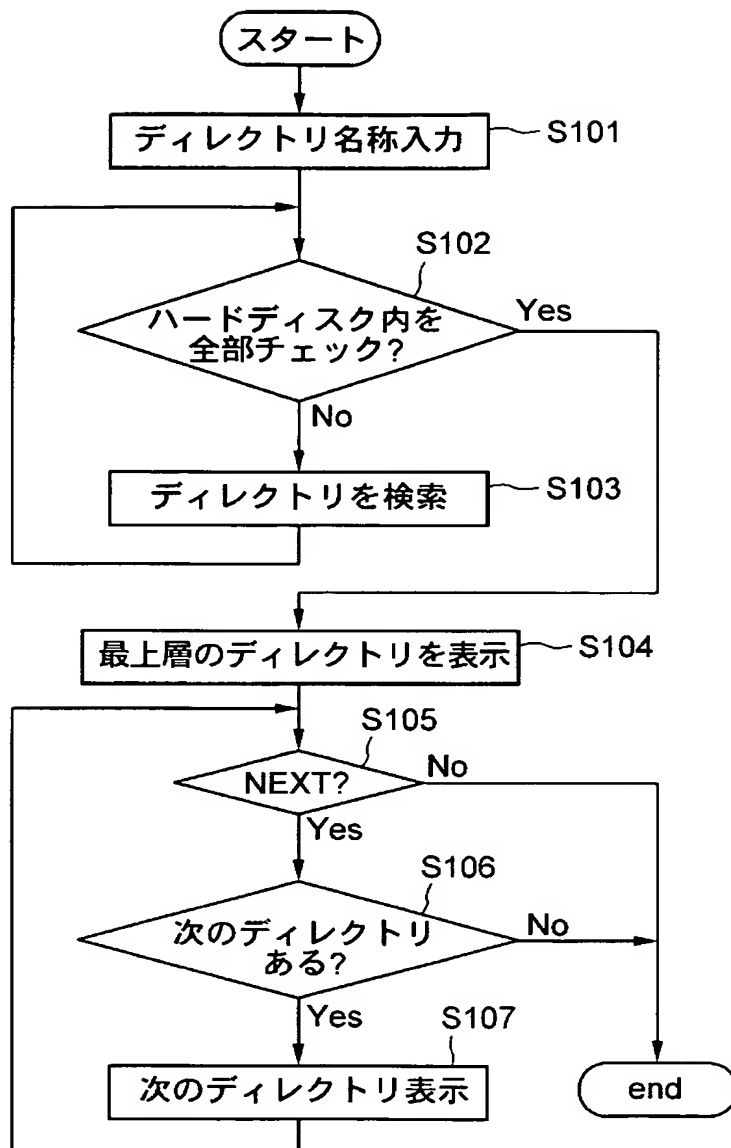 スタート
ディレクトリ名称入力
S101
S102
ハードディスク内を
全部チェック?
Yes
No
ディレクトリを検索
S103
最上層のディレクトリを表示
S104
S105
NEXT?
No
Yes
S106
次のディレクトリ
ある?
No
Yes
S107
次のディレクトリ表示
end